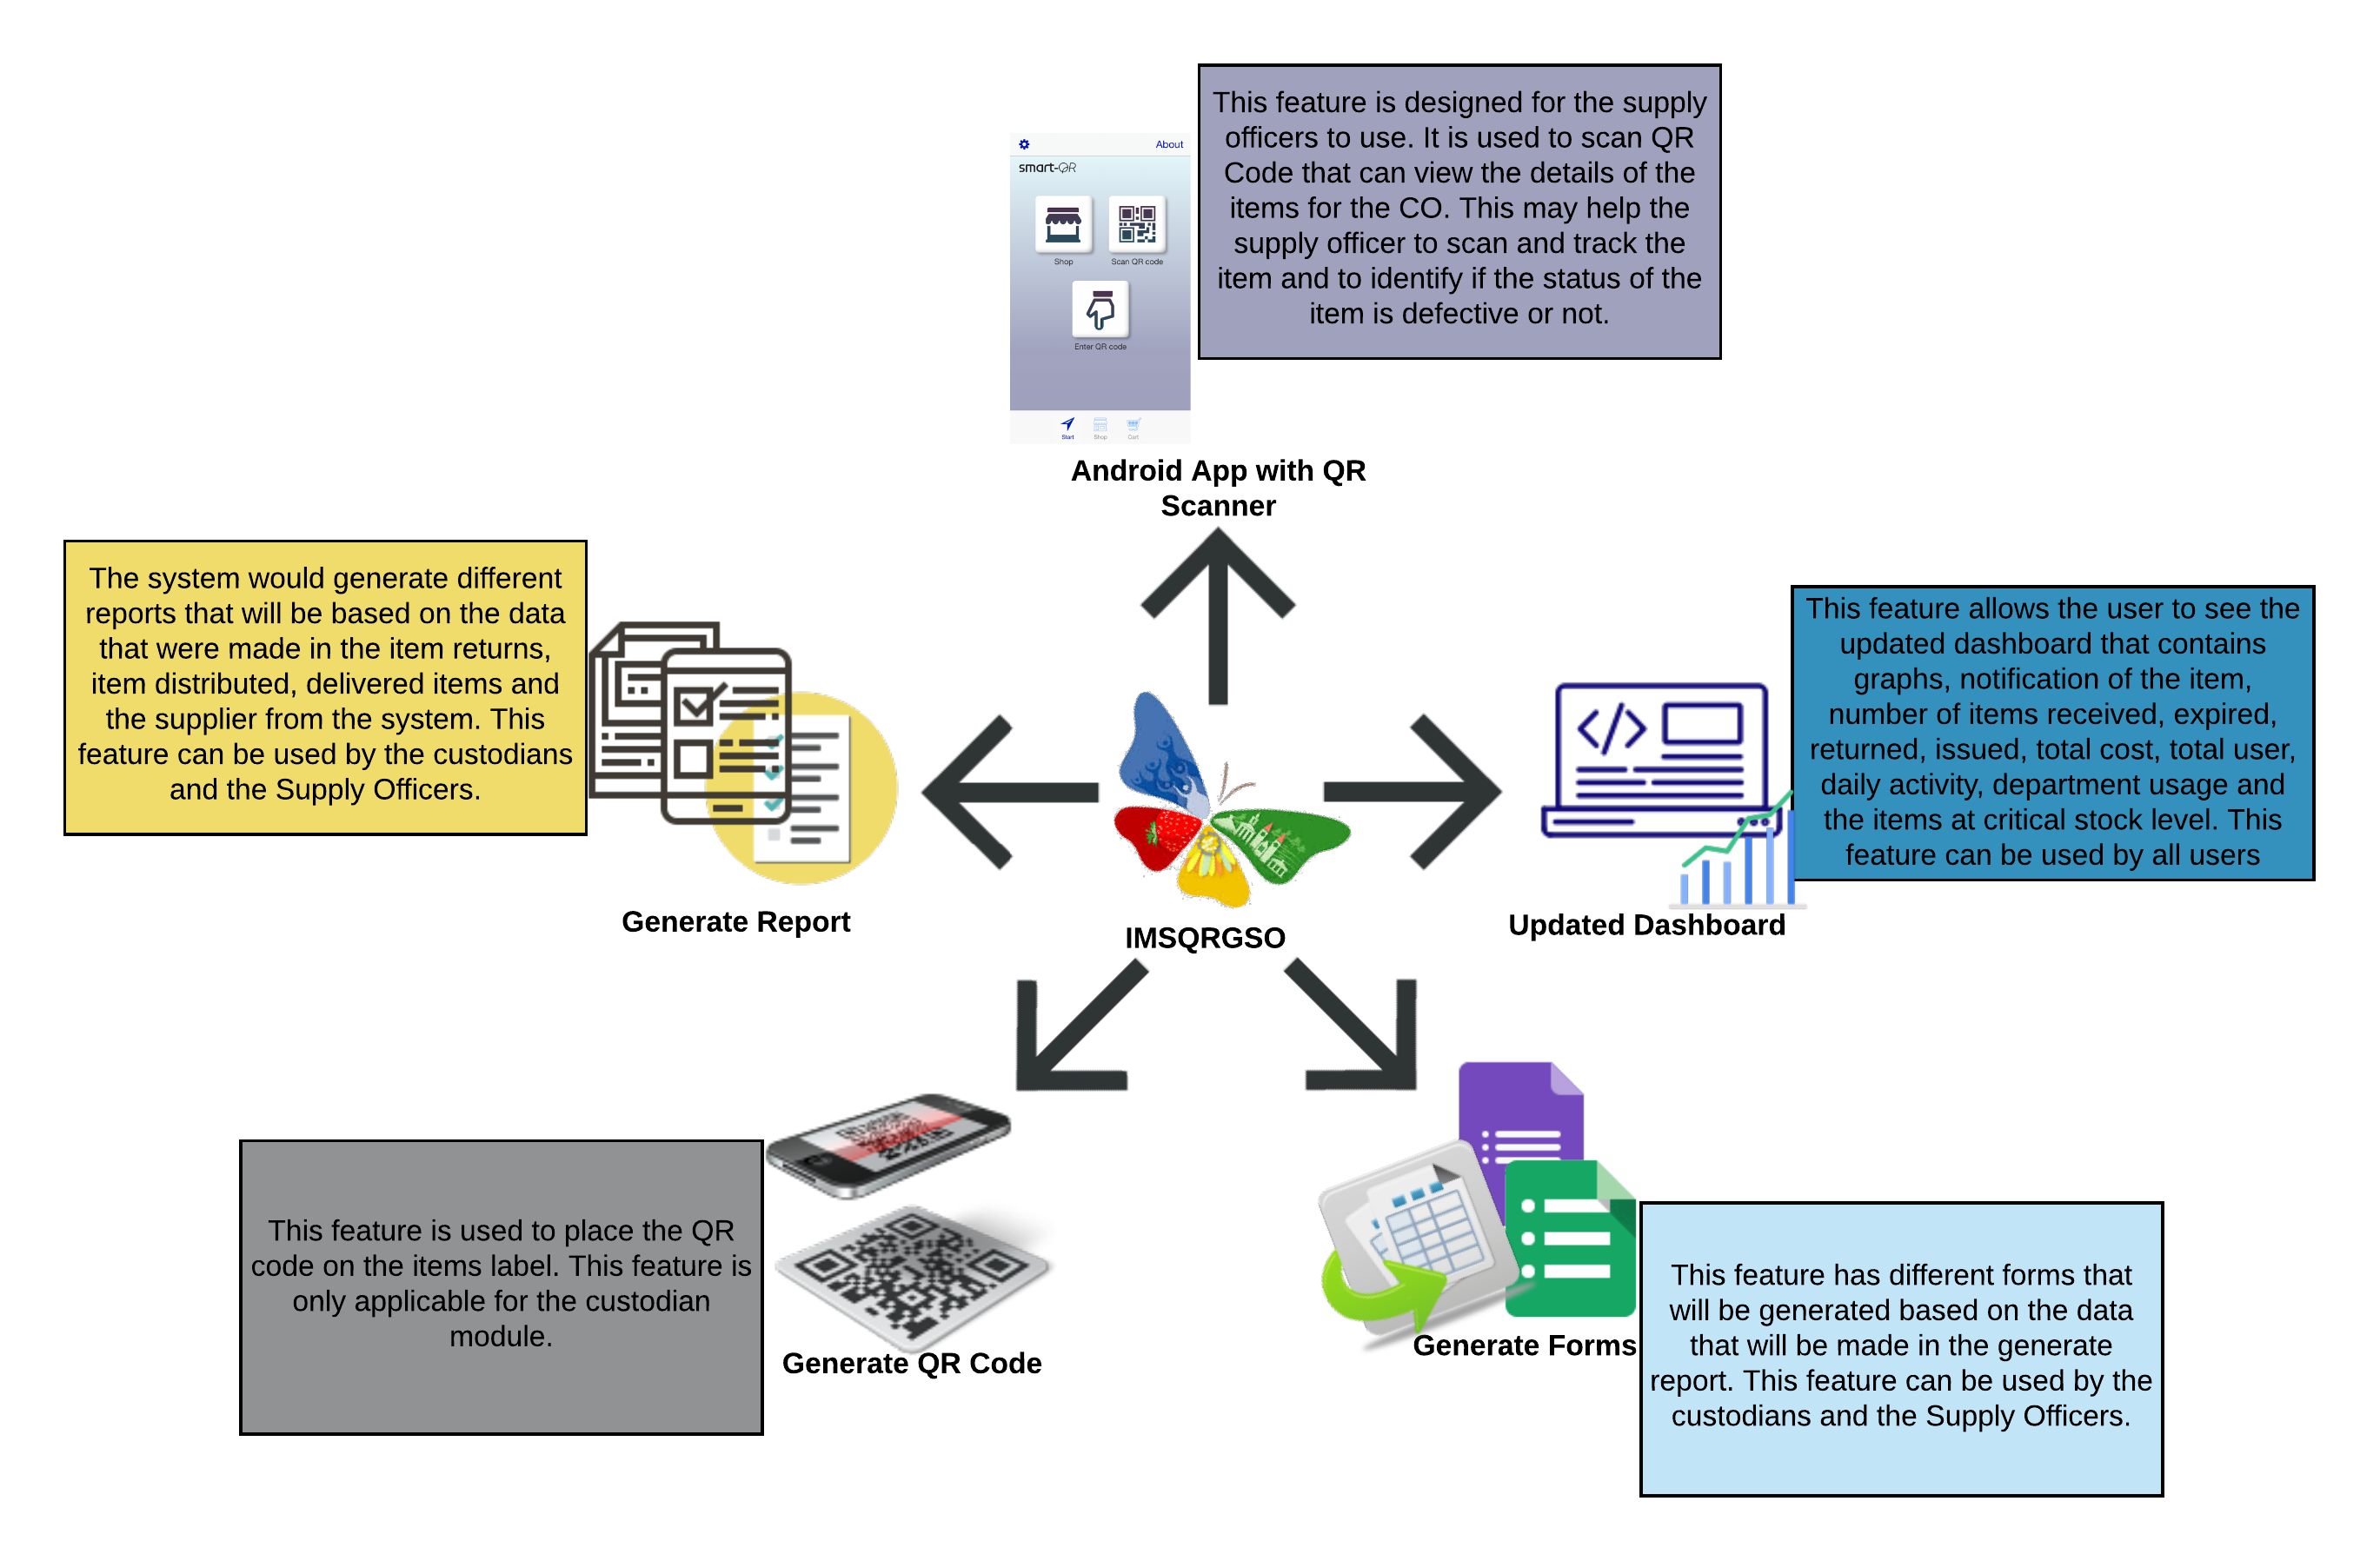 This feature is designed for the supply
officers to use. It is used to scan QR
Code that can view the details of the
items for the CO. This may help the
supply officer to scan and track the
item and to identify if the status of the
item is defective or not.
About
smart-QR
Shop
Scan QR code
Enter QR code
Start
Shop
Cart
Android App with QR
Scanner
The system would generate different
reports that will be based on the data
that were made in the item returns,
item distributed, delivered items and
the supplier from the system. This
feature can be used by the custodians
and the Supply Officers.
Generate Report
IMSQRGSO
This feature allows the user to see the
updated dashboard that contains
graphs, notification of the item,
number of items received, expired,
returned, issued, total cost, total user,
daily activity, department usage and
the items at critical stock level. This
feature can be used by all users
Updated Dashboard
This feature is used to place the QR
code on the items label. This feature is
only applicable for the custodian
module.
Generate QR Code
Generate Forms
This feature has different forms that
will be generated based on the data
that will be made in the generate
report. This feature can be used by the
custodians and the Supply Officers.